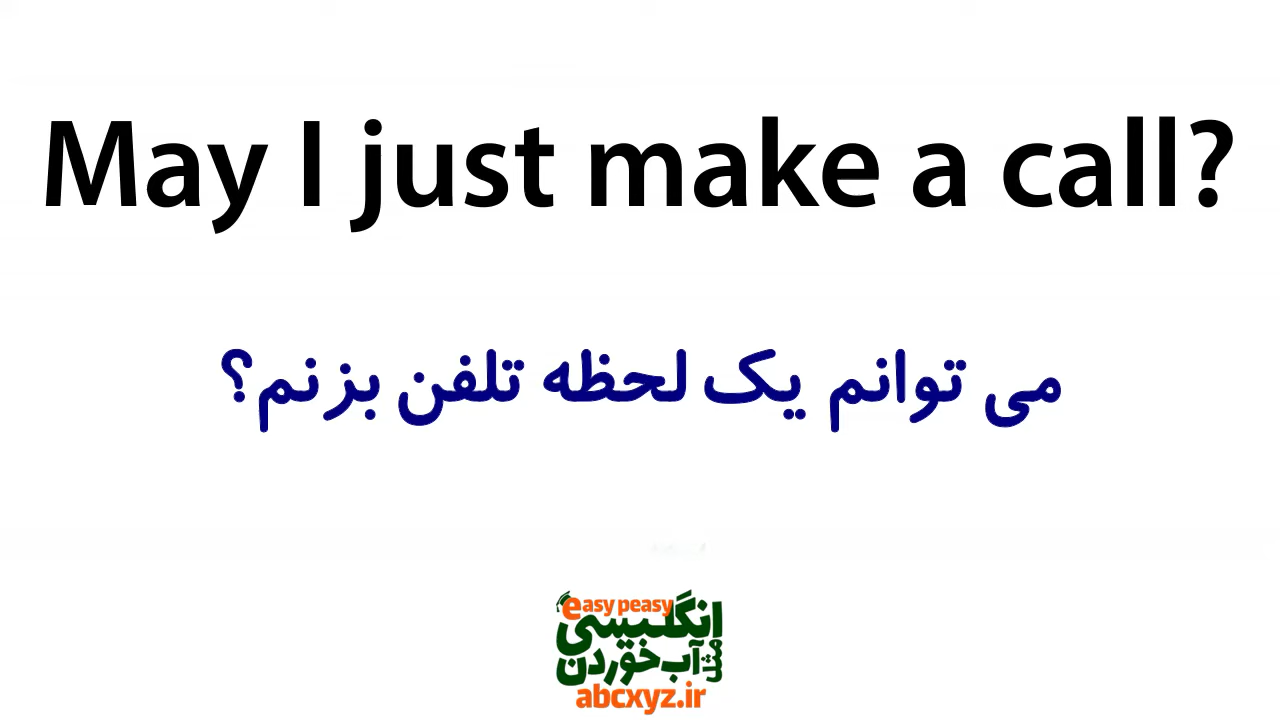 May I just make a call?
می توانم یک لحظه تلفن بزنم؟
easy peasy
انگلیسی
مثل آب خوردن
abcxyz.ir